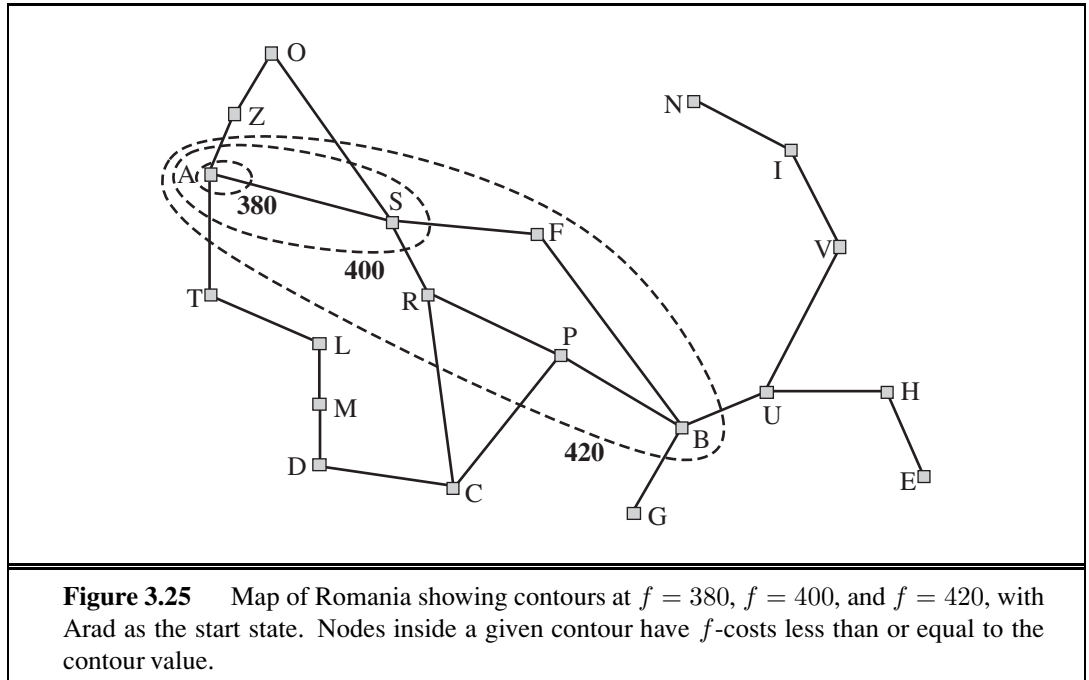 O
N
Z
I
A
S
380
F
V
400
T
R
P
L
H
M
U
B
420
D
E
C
G
Figure 3.25 Map of Romania showing contours at f = 380, f = 400, and f = 420, with
Arad as the start state. Nodes inside a given contour have f-costs less than or equal to the
contour value.